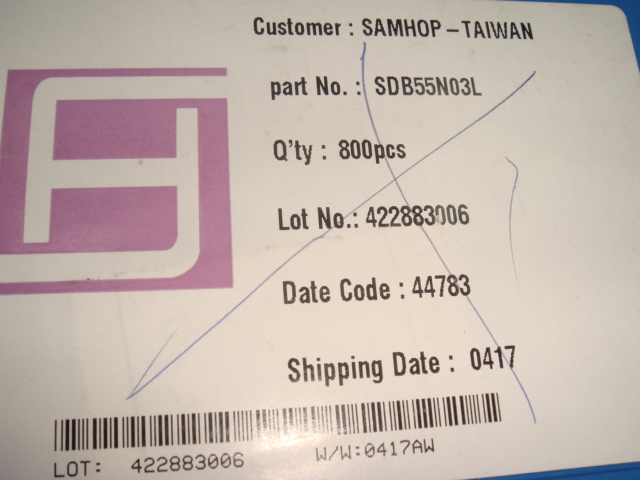 Customer : SAMHOP-TAIWAN
part No. : SDB55N03L
Q'ty : 800pcs
Lot No.: 422883006
Date Code : 44783
Shipping Date : 0417
LOT: 422883006 W/W:0417AW